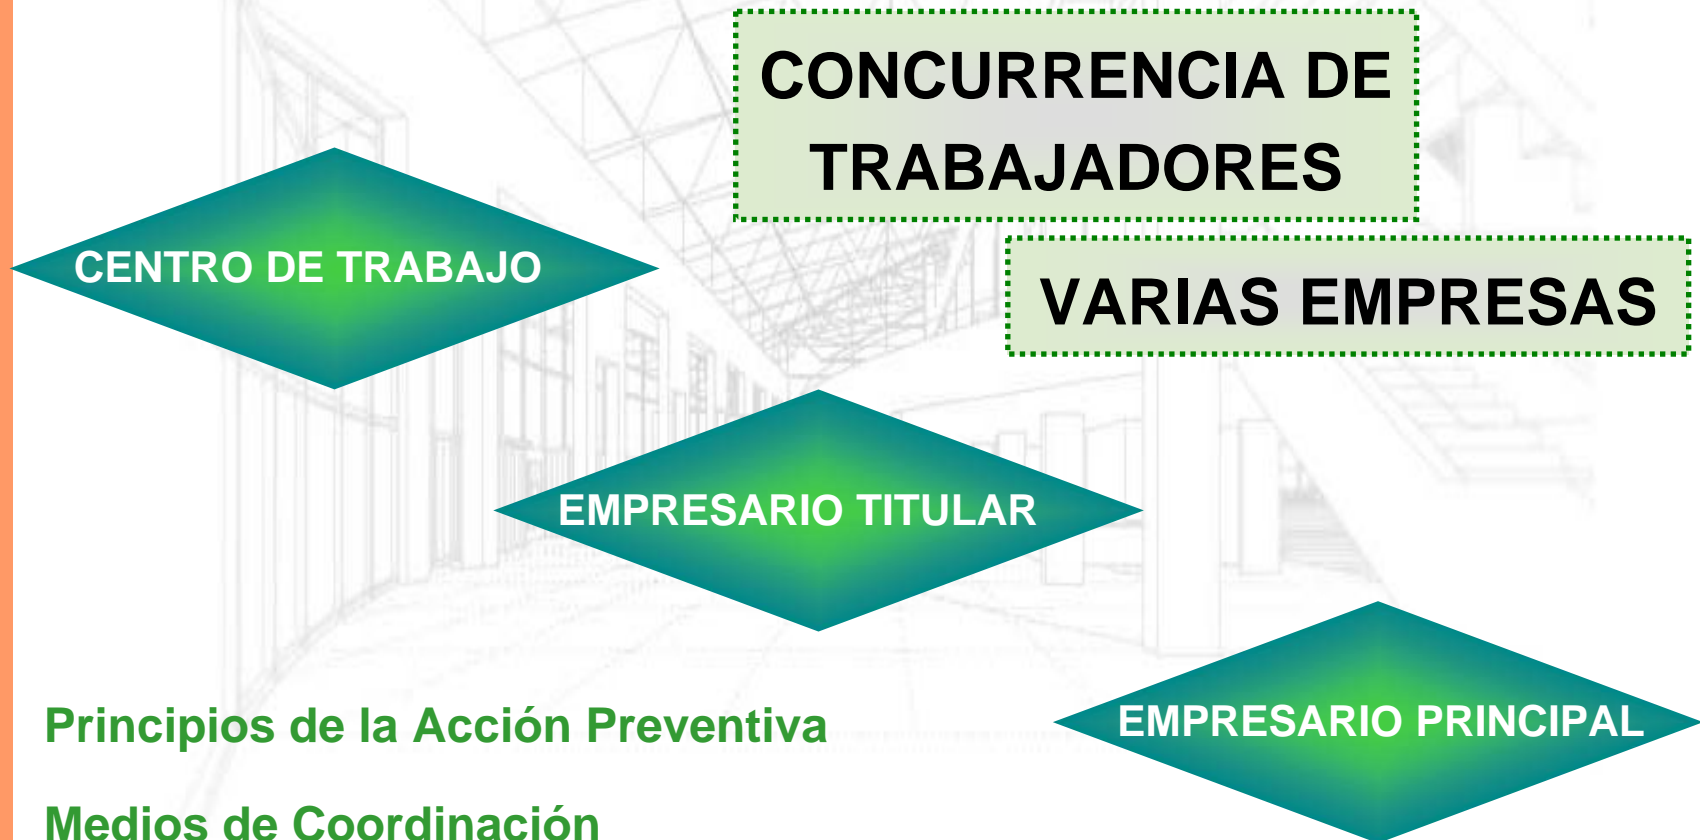 CONCURRENCIA DE
TRABAJADORES
CENTRO DE TRABAJO
VARIAS EMPRESAS
EMPRESARIO TITULAR
EMPRESARIO PRINCIPAL
Principios de la Acción Preventiva
Medios de Coordinación